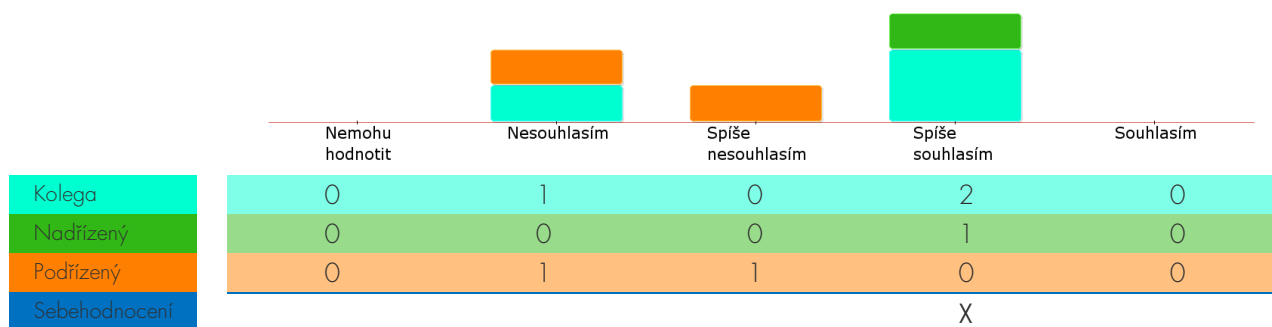 Nemohu hodnotit
Nesouhlasím
Spíše nesouhlasím
Spíše souhlasím
Souhlasím
Kolega 0 1 0 2 0
Nadřízený 0 0 0 1 0
Podřízený 0 1 1 0 0
Sebehodnocení X